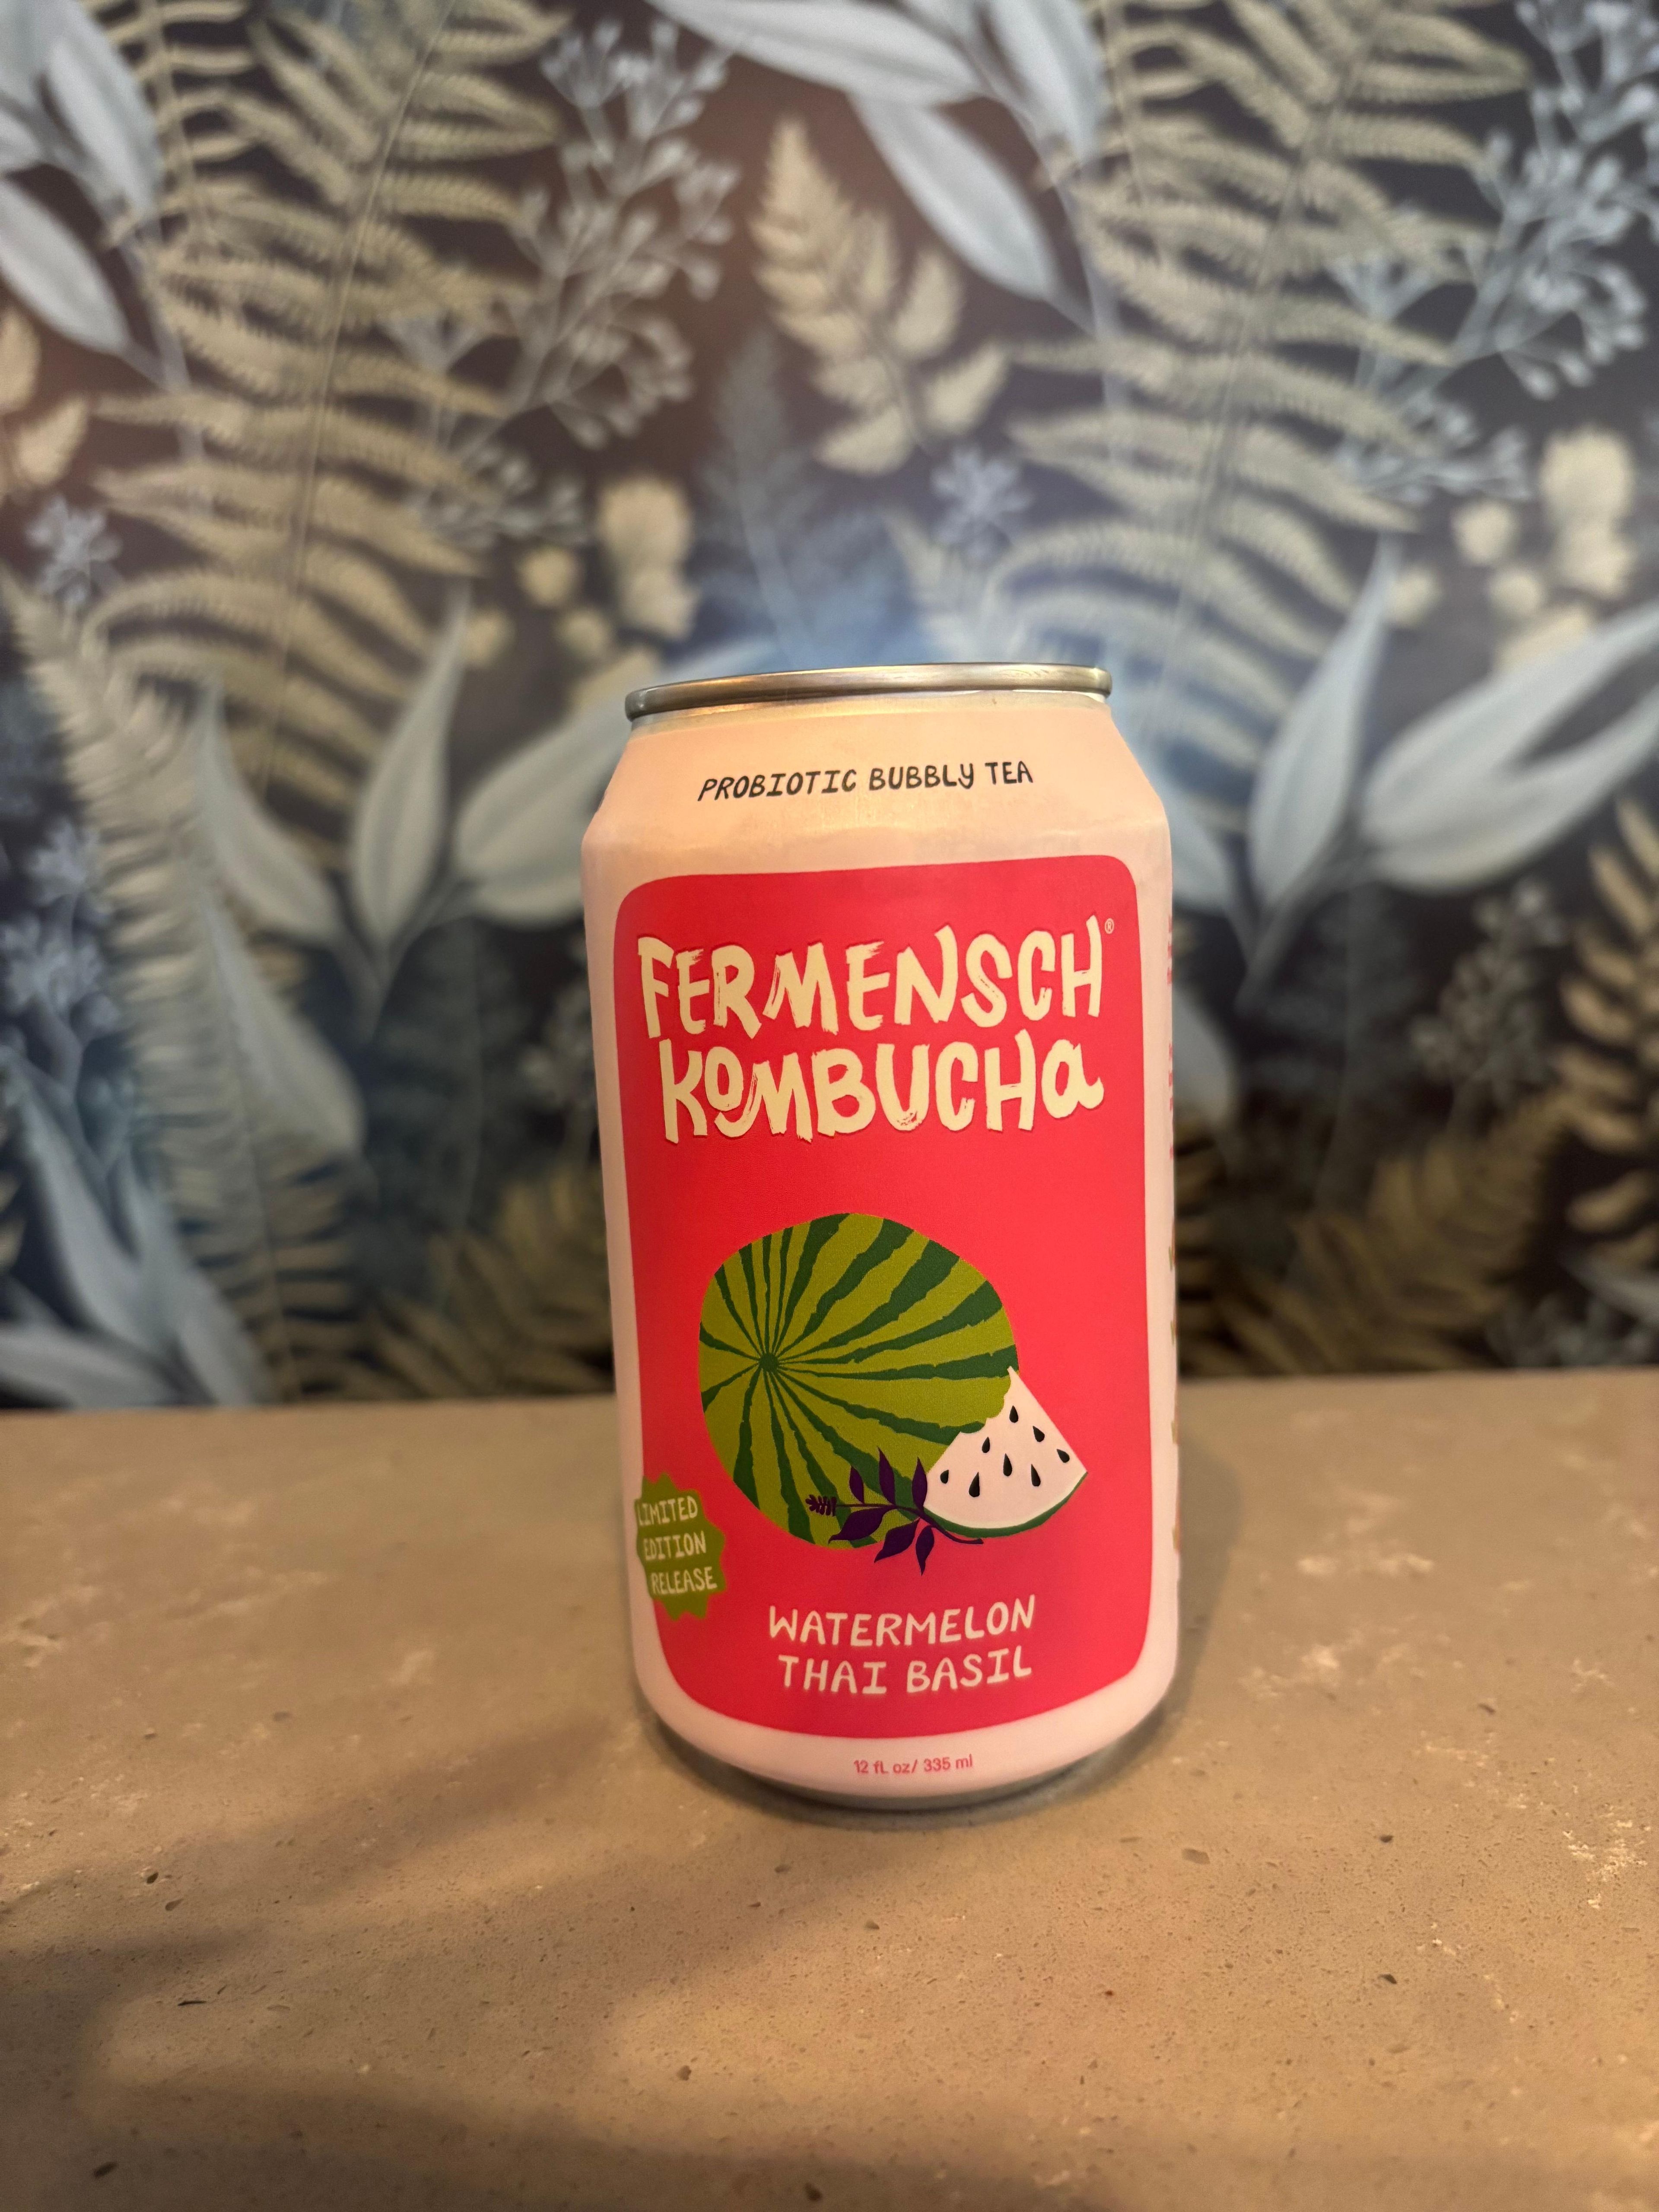 PROBIOTIC BUBBLY TEA
FERMENSCH®
KOMBUCHA
LIMITED
EDITION
RELEASE
WATERMELON
THAI BASIL
12 fL oz/ 335 ml